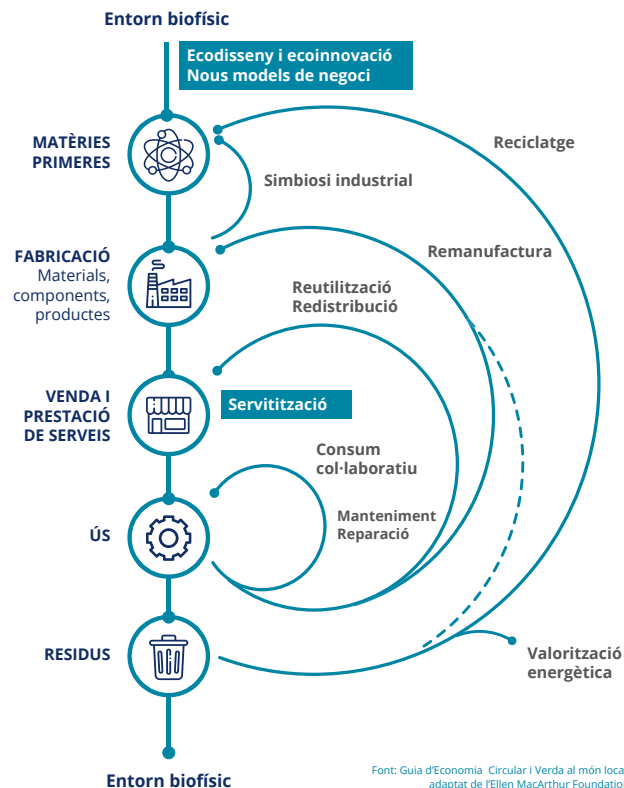 Entorn biofísic
Ecodisseny i ecoinnovació
Nous models de negoci
MATÈRIES
PRIMERES
Reciclatge
Simbiosi industrial
FABRICACIÓ
Materials,
components,
productes
Remanufactura
Reutilització
Redistribució
VENDA I
PRESTACIÓ
DE SERVEIS
Servitització
Consum
col·laboratiu
Manteniment
Reparació
ÚS
RESIDUS
Valorització
energètica
Entorn biofísic
Font: Guia d'Economia Circular i Verda al món loca
adaptat de l'Ellen MacArthur Foundation